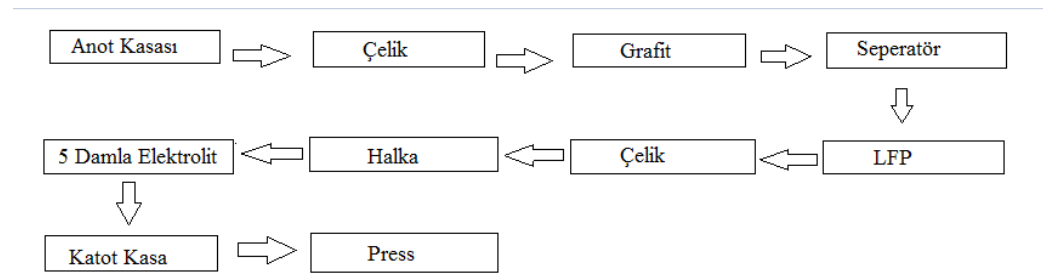 Anot Kasası
Çelik
Grafit
Seperatör
LFP
Çelik
Halka
5 Damla Elektrolit
Katot Kasa
Press